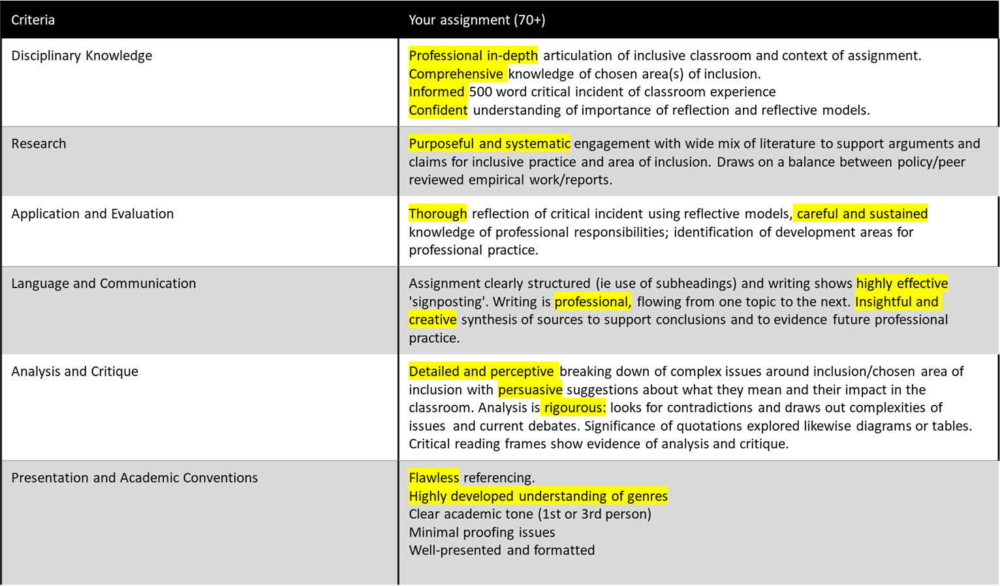 Criteria
Your assignment (70+)
Disciplinary Knowledge
Professional in-depth articulation of inclusive classroom and context of assignment.
Comprehensive knowledge of chosen area(s) of inclusion.
Informed 500 word critical incident of classroom experience
Confident understanding of importance of reflection and reflective models.
Research
Purposeful and systematic engagement with wide mix of literature to support arguments and
claims for inclusive practice and area of inclusion. Draws on a balance between policy/peer
reviewed empirical work/reports.
Application and Evaluation
Thorough reflection of critical incident using reflective models, careful and sustained
knowledge of professional responsibilities; identification of development areas for
professional practice.
Language and Communication
Assignment clearly structured (ie use of subheadings) and writing shows highly effective
'signposting'. Writing is professional, flowing from one topic to the next. Insightful and
creative synthesis of sources to support conclusions and to evidence future professional
practice.
Analysis and Critique
Detailed and perceptive breaking down of complex issues around inclusion/chosen area of
inclusion with persuasive suggestions about what they mean and their impact in the
classroom. Analysis is rigourous: looks for contradictions and draws out complexities of
issues and current debates. Significance of quotations explored likewise diagrams or tables.
Critical reading frames show evidence of analysis and critique.
Presentation and Academic Conventions
Flawless referencing.
Highly developed understanding of genres
Clear academic tone (1st or 3rd person)
Minimal proofing issues
Well-presented and formatted